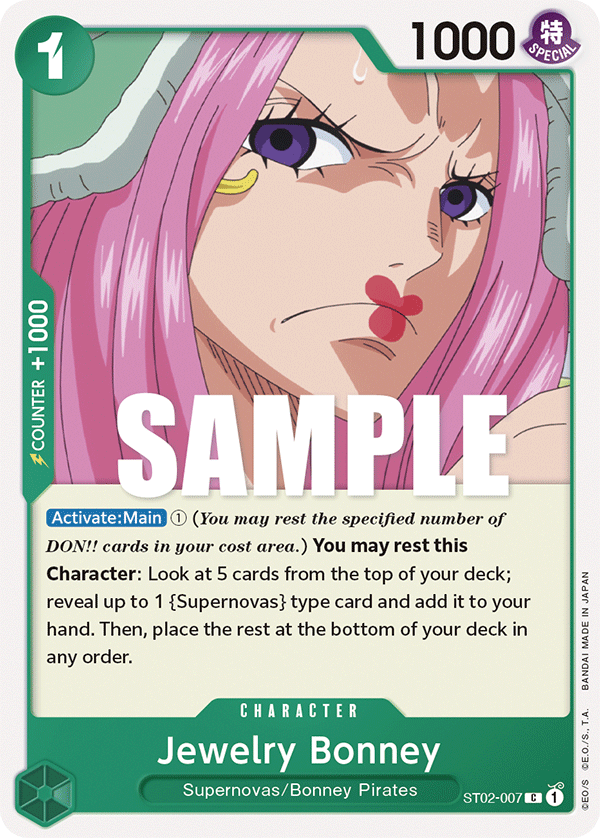 1
1000
特
SPECIAL
COUNTER +1000
SAMPLE
Activate:Main ① (You may rest the specified number of
DON!! cards in your cost area.) You may rest this
Character: Look at 5 cards from the top of your deck;
reveal up to 1 {Supernovas} type card and add it to your
hand. Then, place the rest at the bottom of your deck in
any order.
CHARACTER
Jewelry Bonney
Supernovas/Bonney Pirates
ST02-007 C 1
©EO/S ©E.O./S., T.A. BANDAI MADE IN JAPAN